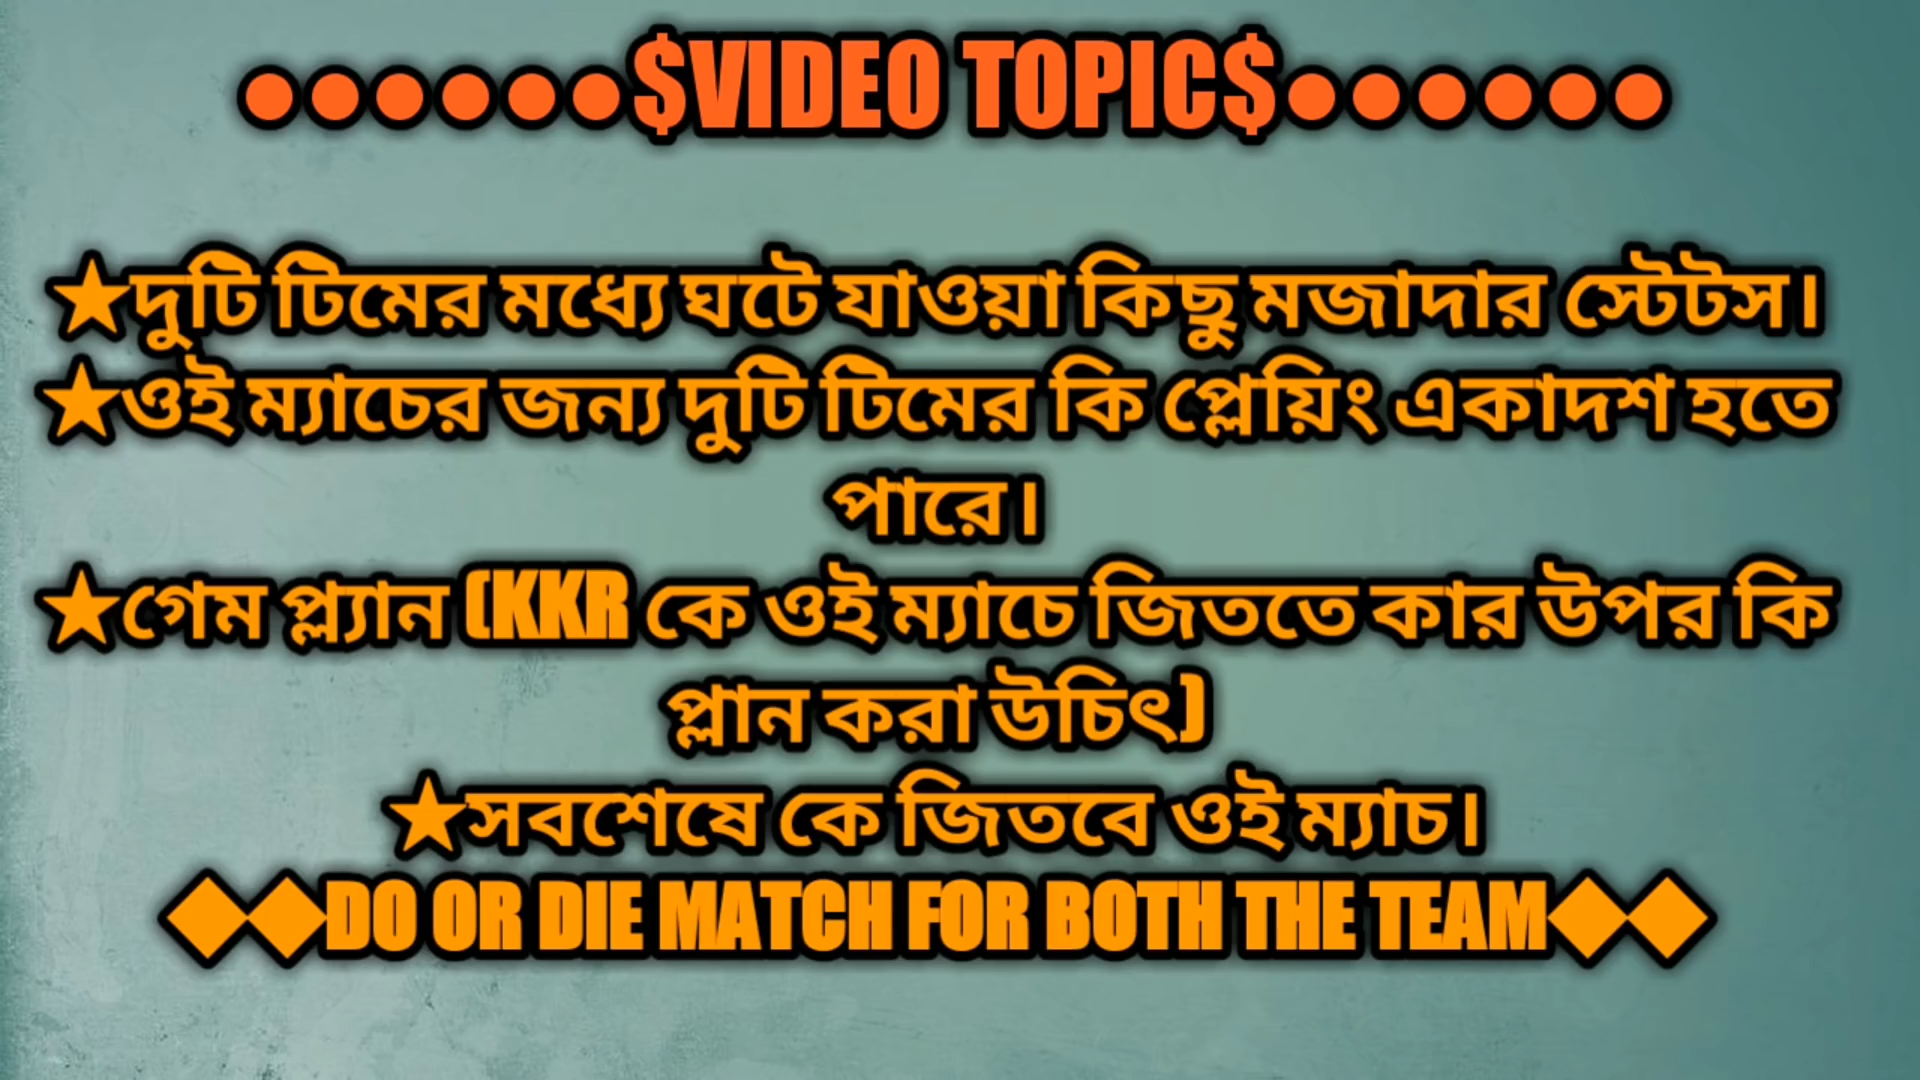 ●●●●●●$VIDEO TOPIC$●●●●●●
★দুটি টিমের মধ্যে ঘটে যাওয়া কিছু মজাদার স্টেটস।
★ওই ম্যাচের জন্য দুটি টিমের কি প্লেয়িং একাদশ হতে
পারে।
★গেম প্ল্যান (KKR কে ওই ম্যাচে জিততে কার উপর কি
প্লান করা উচিৎ)
★সবশেষে কে জিতবে ওই ম্যাচ।
◆◆DO OR DIE MATCH FOR BOTH THE TEAM◆◆